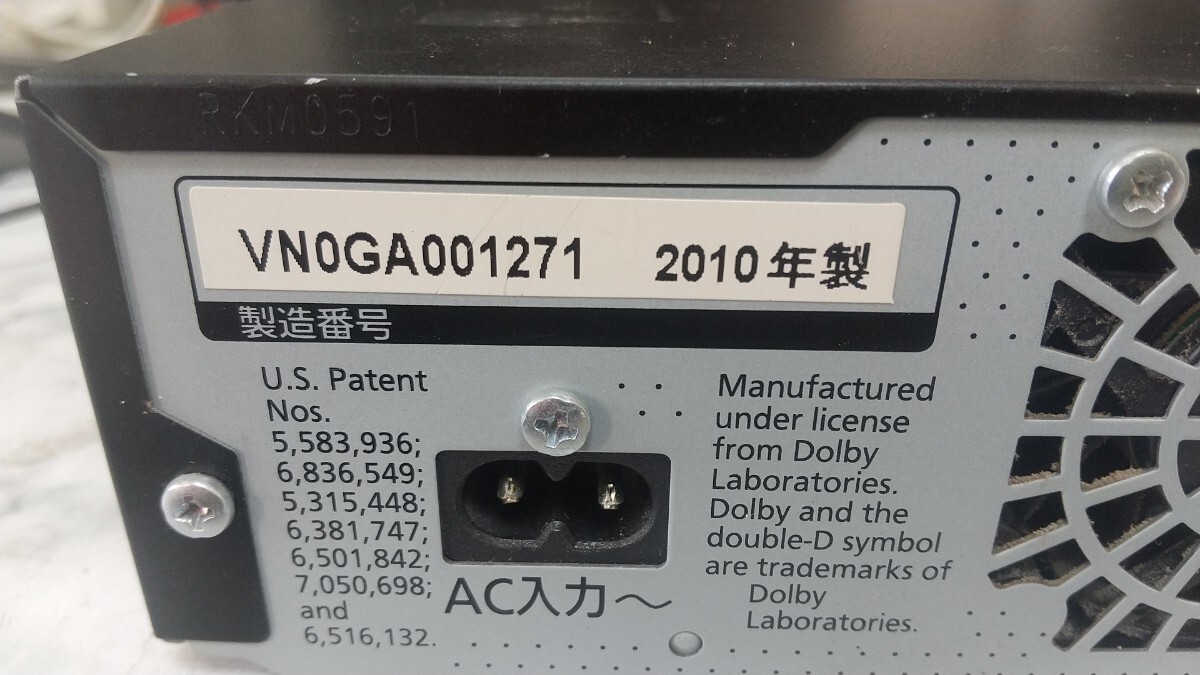 RKM0591
VN0GA001271 2010年製
製造番号
U.S. Patent
Nos.
5,583,936;
6,836,549;
5,315,448;
6,381,747;
6,501,842;
7,050,698;
and
6,516,132.
AC入力～
Manufactured
under license
from Dolby
Laboratories.
Dolby and the
double-D symbol
are trademarks of
Dolby
Laboratories.